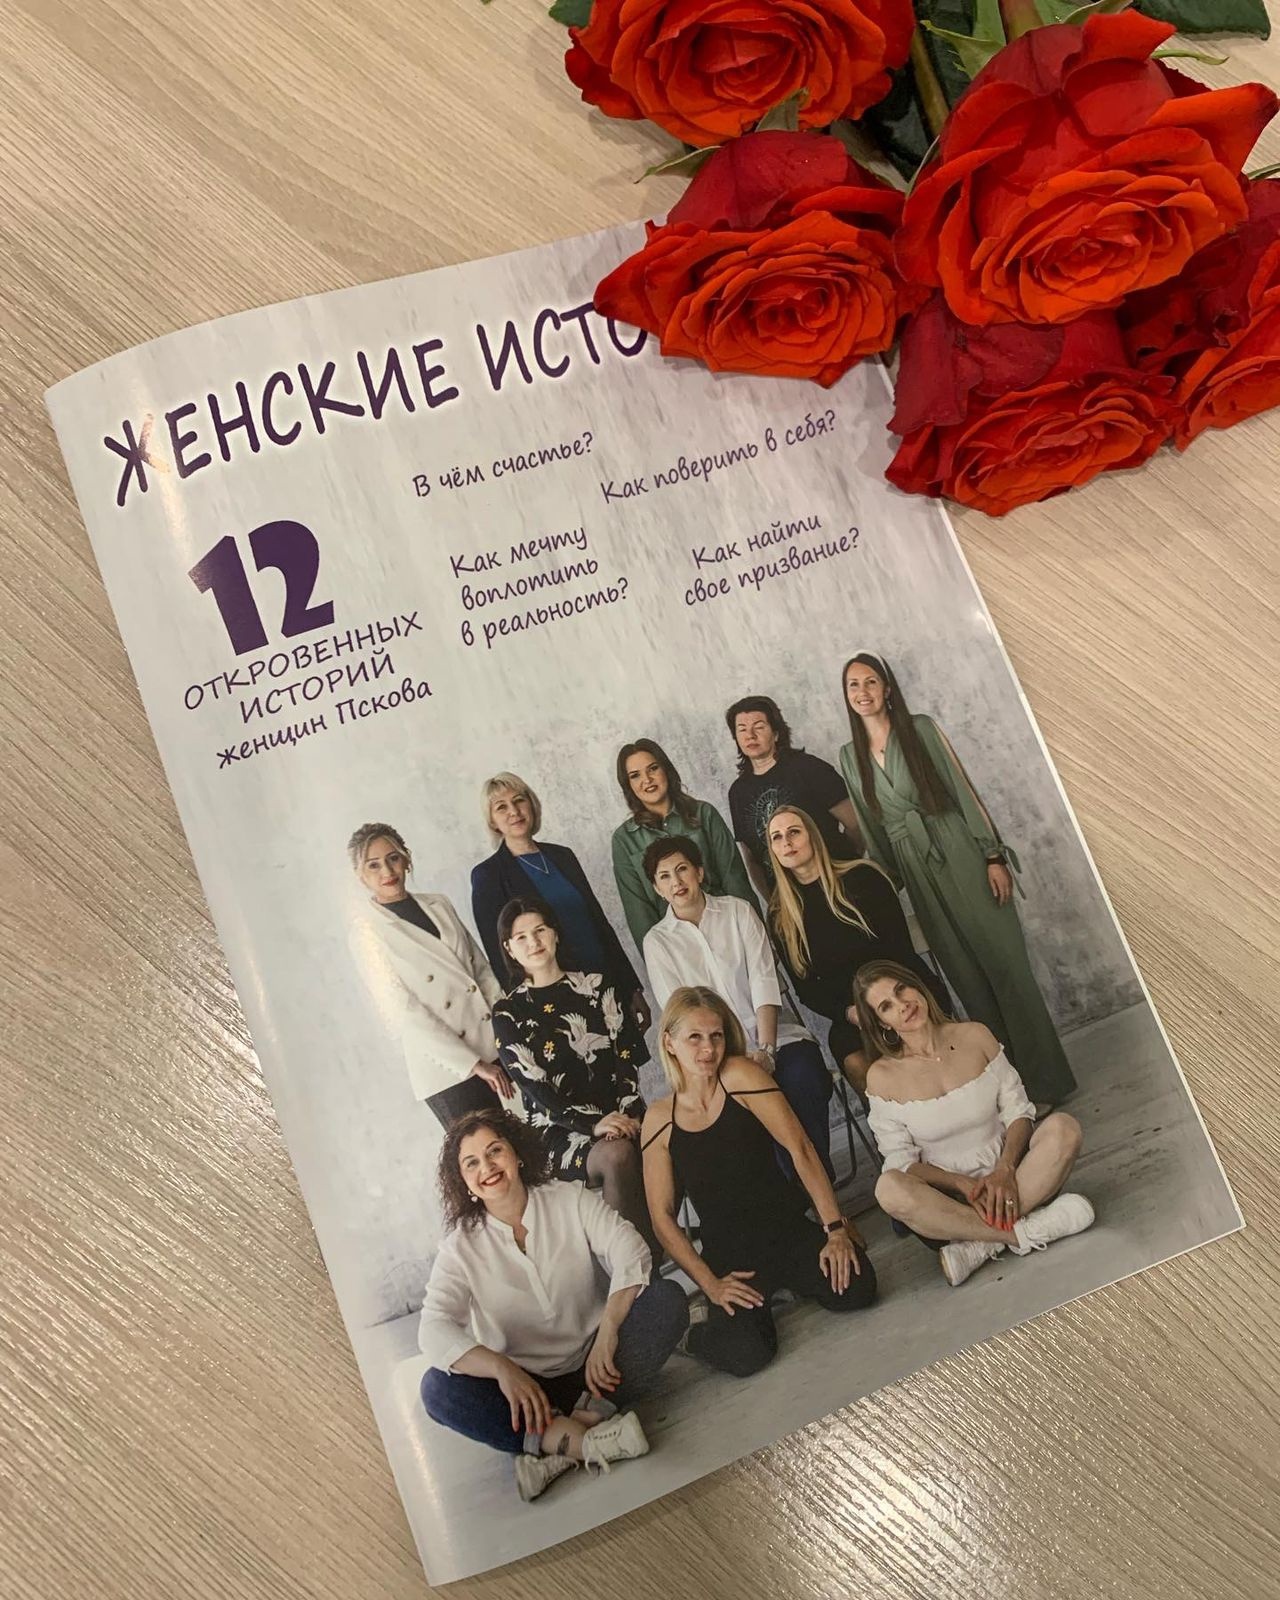 ЖЕНСКИЕ ИСТО
В чём счастье?
Как поверить в себя?
Как мечту
воплотить
в реальность?
Как найти
свое призвание?
12
ОТКРОВЕННЫХ
ИСТОРИЙ
женщин Пскова